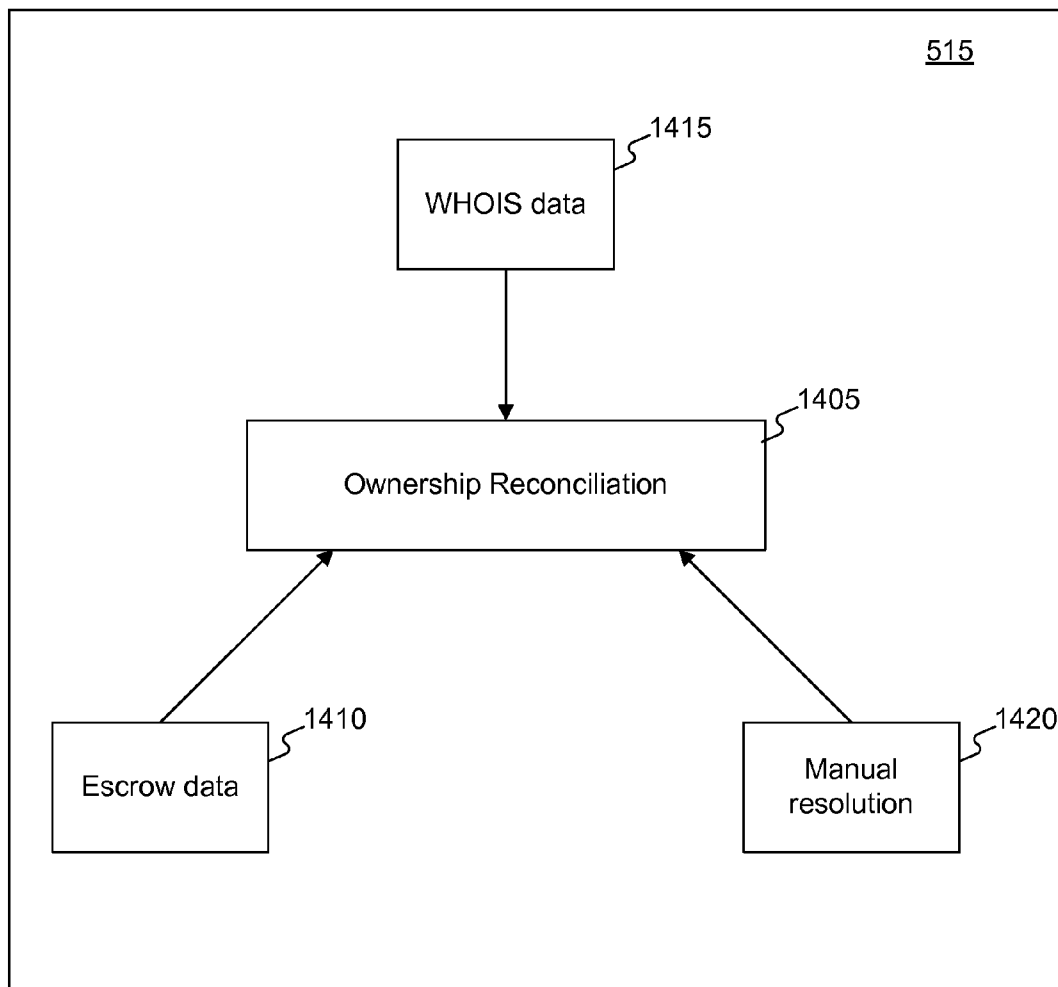 515
1415
WHOIS data
1405
Ownership Reconciliation
1410
1420
Escrow data
Manual
resolution